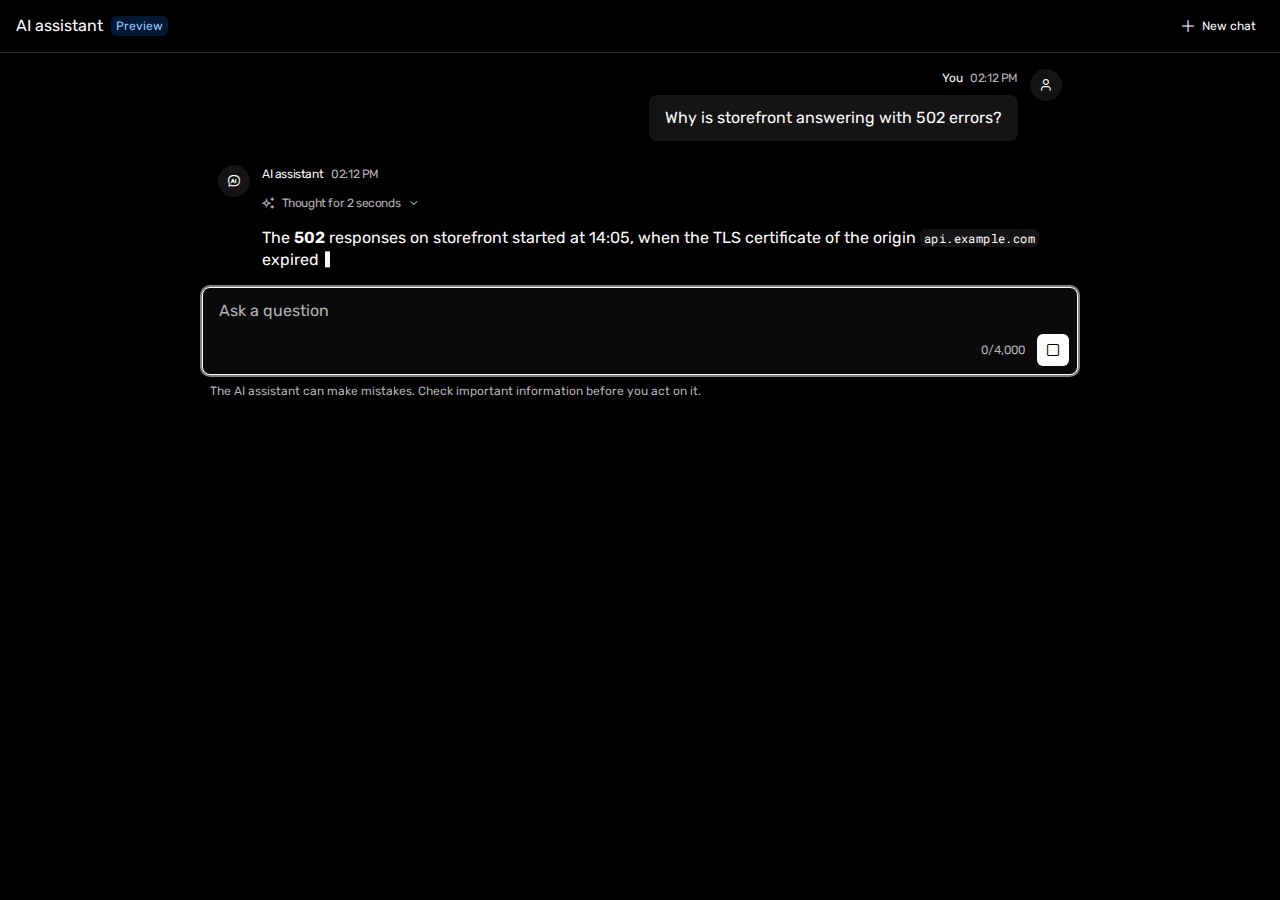 AI assistant Preview
New chat
You 02:12 PM
Why is storefront answering with 502 errors?
AI assistant 02:12 PM
Thought for 2 seconds
The 502 responses on storefront started at 14:05, when the TLS certificate of the origin api.example.com
expired
Ask a question
0/4,000
The AI assistant can make mistakes. Check important information before you act on it.